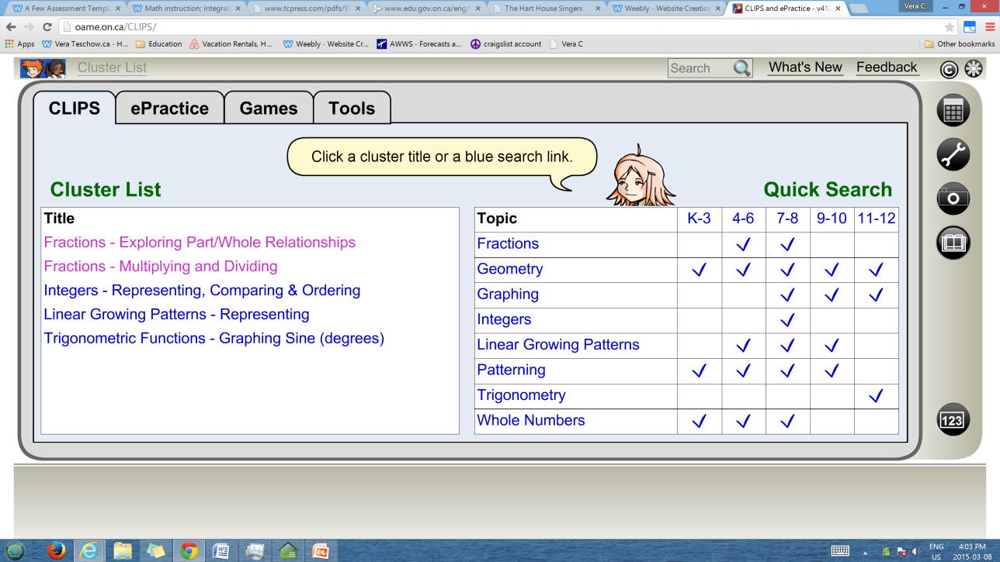 A Few Assessment Templ
Math instruction; integrat
www.tcpress.com/pdfs/97
www.edu.gov.on.ca/eng/
The Hart House Singers
Weebly - Website Creation
CLIPS and ePractice - v413
Vera C.
oame.on.ca/CLIPS/
Apps
Vera Teschow.ca - H...
Education
Vacation Rentals, H...
Weebly - Website Cr...
AWWS - Forecasts a...
craigslist account
Vera C
Other bookmarks
Cluster List
Search
What's New
Feedback
©
CLIPS
ePractice
Games
Tools
Click a cluster title or a blue search link.
Cluster List
Title
Fractions - Exploring Part/Whole Relationships
Fractions - Multiplying and Dividing
Integers - Representing, Comparing & Ordering
Linear Growing Patterns - Representing
Trigonometric Functions - Graphing Sine (degrees)
Quick Search
Topic K-3 4-6 7-8 9-10 11-12
Fractions ✓ ✓
Geometry ✓ ✓ ✓ ✓ ✓
Graphing ✓ ✓ ✓
Integers ✓
Linear Growing Patterns ✓ ✓ ✓
Patterning ✓ ✓ ✓ ✓
Trigonometry ✓
Whole Numbers ✓ ✓ ✓
123
ENG
US
4:03 PM
2015-03-08